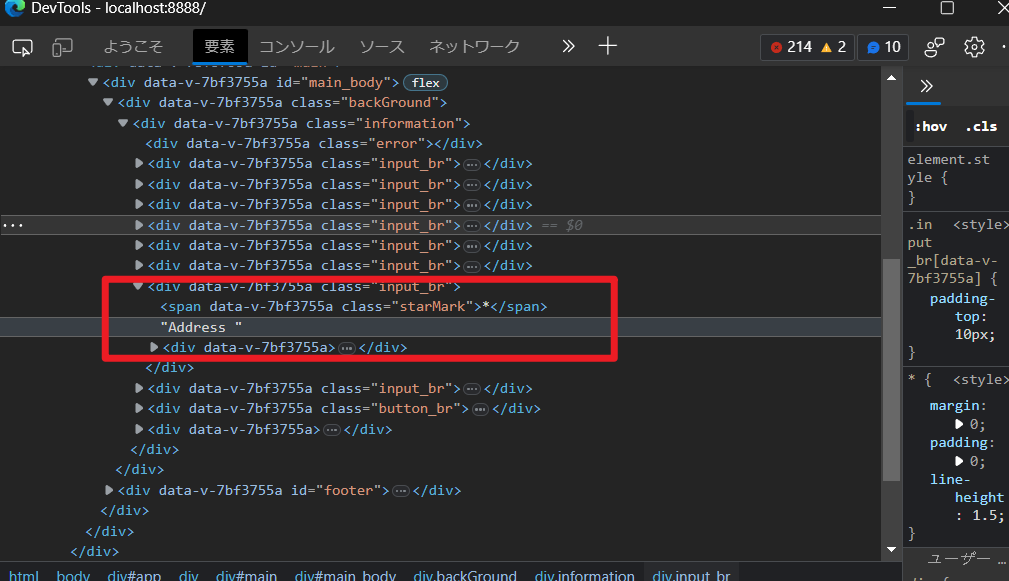 DevTools - localhost:8888/
ようこそ 要素 コンソール ソース ネットワーク 214 2 10
<div data-v-7bf3755a id="main_body"> flex
<div data-v-7bf3755a class="backGround">
<div data-v-7bf3755a class="information">
<div data-v-7bf3755a class="error"></div>
<div data-v-7bf3755a class="input_br">…</div>
<div data-v-7bf3755a class="input_br">…</div>
<div data-v-7bf3755a class="input_br">…</div>
… <div data-v-7bf3755a class="input_br">…</div> == $0
<div data-v-7bf3755a class="input_br">…</div>
<div data-v-7bf3755a class="input_br">…</div>
<div data-v-7bf3755a class="input_br">
<span data-v-7bf3755a class="starMark">*</span>
"Address "
<div data-v-7bf3755a>…</div>
</div>
<div data-v-7bf3755a class="input_br">…</div>
<div data-v-7bf3755a class="button_br">…</div>
<div data-v-7bf3755a>…</div>
</div>
</div>
<div data-v-7bf3755a id="footer">…</div>
</div>
</div>
</div>
html body div#app div div#main div#main_body div.backGround div.information div.input_br
:hov .cls
element.st
yle {
}
.in <style>
put
_br[data-v-
7bf3755a] {
padding-
top:
10px;
}
* { <style>
margin:
0;
padding:
0;
line-
height
: 1.5;
}
ユーザー …